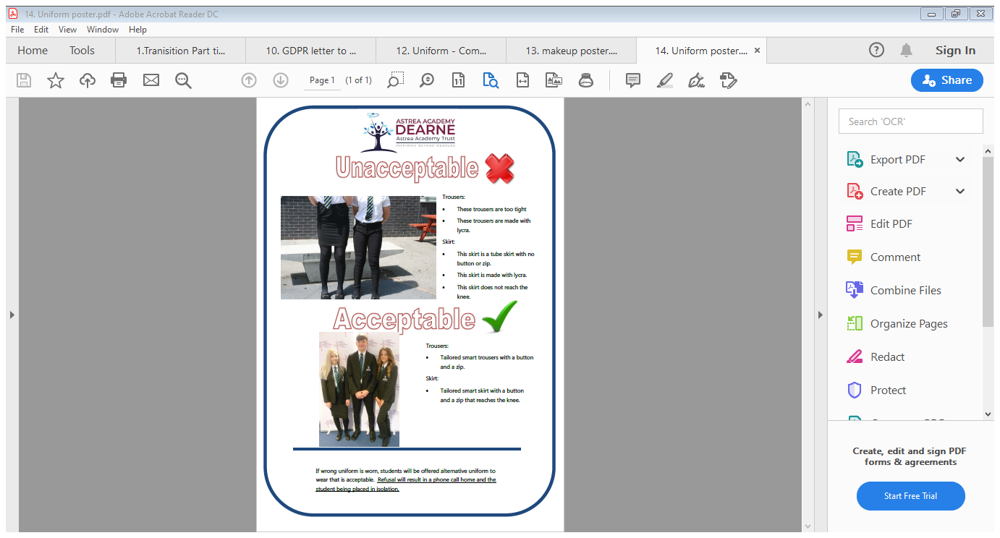 14. Uniform poster.pdf - Adobe Acrobat Reader DC
File Edit View Window Help
Home Tools 1.Tranisition Part ti... 10. GDPR letter to ... 12. Uniform - Com... 13. makeup poster.... 14. Uniform poster.... × Sign In
Page 1 (1 of 1) 1:1 Share
ASTREA ACADEMY
DEARNE
Astrea Academy Trust
INSPIRING BEYOND MEASURE
Unacceptable
Trousers:
• These trousers are too tight
• These trousers are made with
lycra.
Skirt:
• This skirt is a tube skirt with no
button or zip.
• This skirt is made with lycra.
• This skirt does not reach the
knee.
Acceptable
Trousers:
• Tailored smart trousers with a button
and a zip.
Skirt:
• Tailored smart skirt with a button
and a zip that reaches the knee.
If wrong uniform is worn, students will be offered alternative uniform to
wear that is acceptable. Refusal will result in a phone call home and the
student being placed in isolation.
Search 'OCR'
Export PDF
Create PDF
Edit PDF
Comment
Combine Files
Organize Pages
Redact
Protect
Create, edit and sign PDF
forms & agreements
Start Free Trial